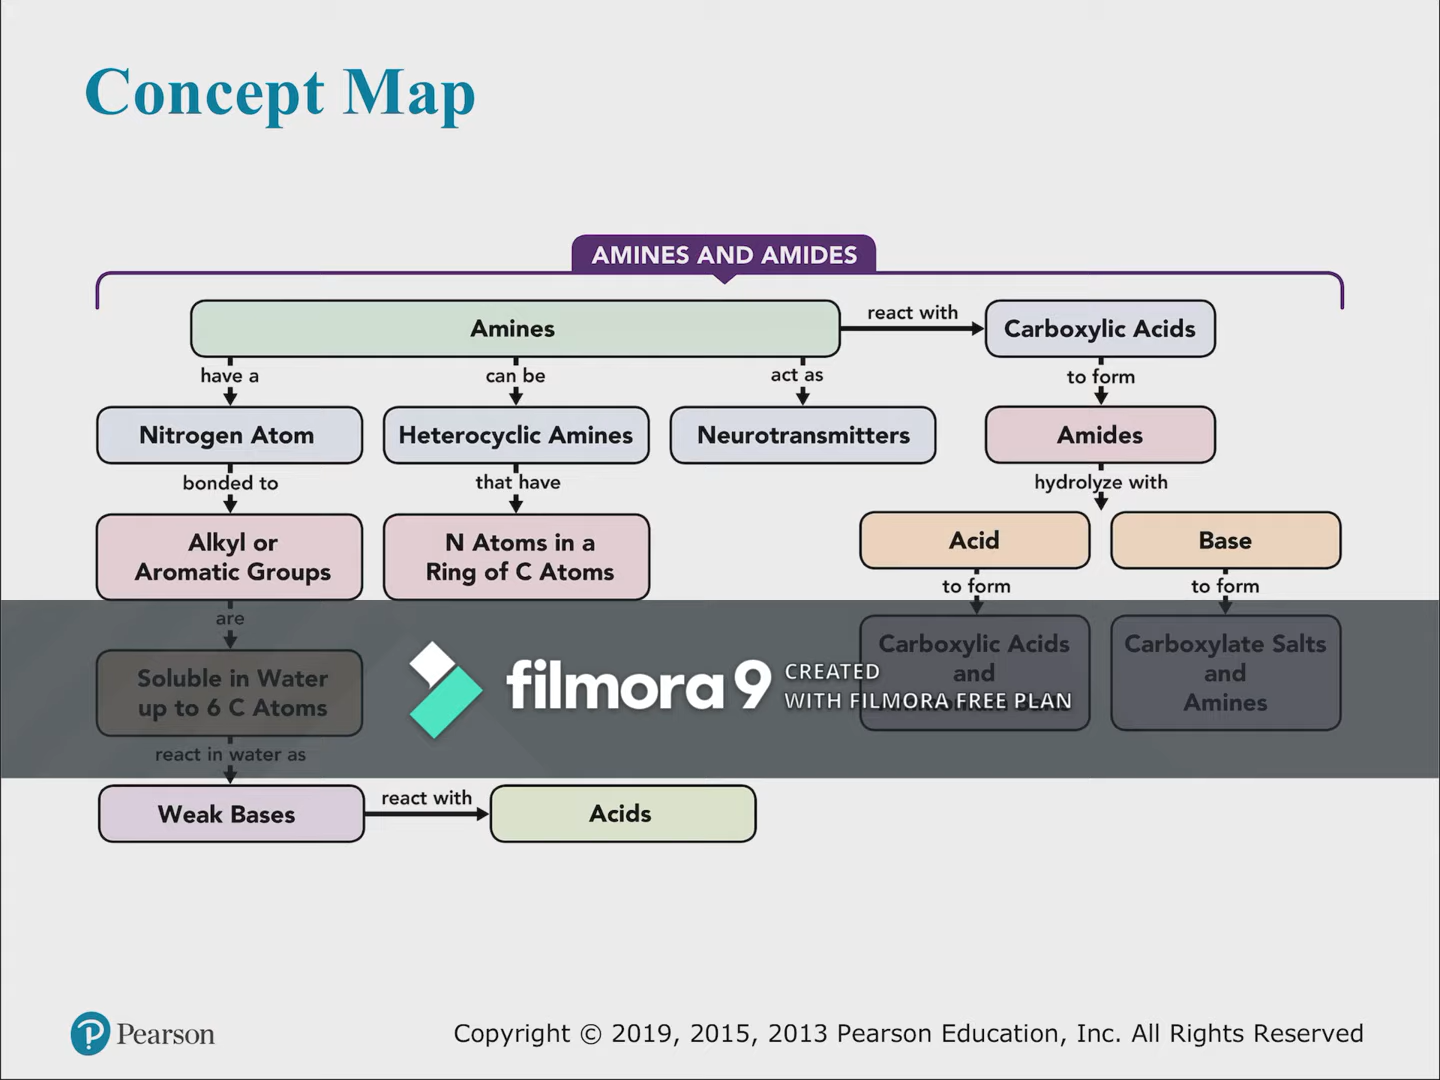 Concept Map
AMINES AND AMIDES
Amines
react with
Carboxylic Acids
have a
can be
act as
to form
Nitrogen Atom
Heterocyclic Amines
Neurotransmitters
Amides
bonded to
that have
hydrolyze with
Alkyl or
Aromatic Groups
N Atoms in a
Ring of C Atoms
Acid
Base
to form
to form
are
Soluble in Water
up to 6 C Atoms
Carboxylic Acids
and
Carboxylate Salts
and
Amines
filmora 9
CREATED
WITH FILMORA FREE PLAN
react in water as
Weak Bases
react with
Acids
Pearson
Copyright © 2019, 2015, 2013 Pearson Education, Inc. All Rights Reserved